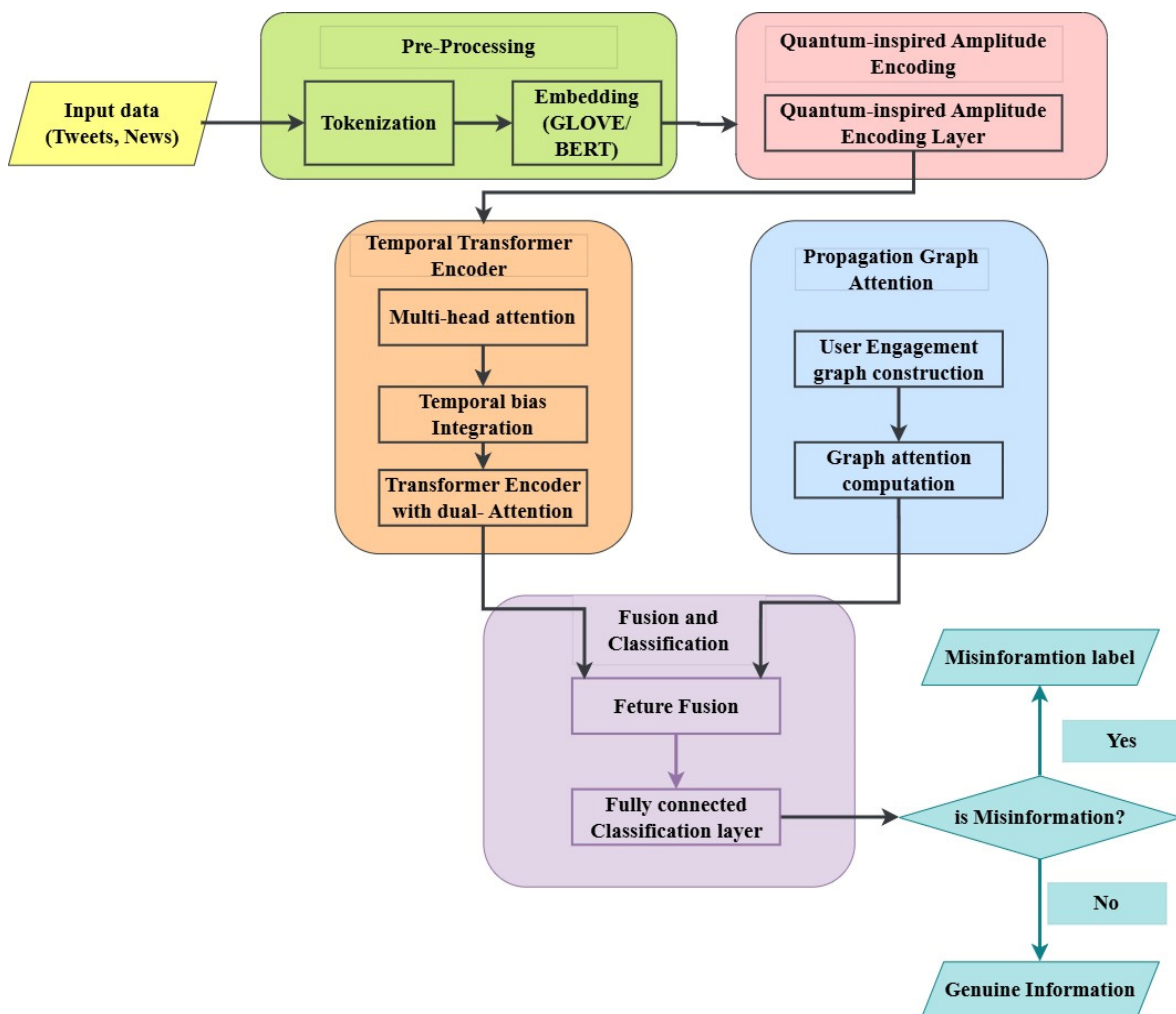 Pre-Processing
Quantum-inspired Amplitude
Encoding
Input data
(Tweets, News)
Tokenization
Embedding
(GLOVE/
BERT)
Quantum-inspired Amplitude
Encoding Layer
Temporal Transformer
Encoder
Multi-head attention
Temporal bias
Integration
Transformer Encoder
with dual- Attention
Propagation Graph
Attention
User Engagement
graph construction
Graph attention
computation
Fusion and
Classification
Feture Fusion
Fully connected
Classification layer
Misinforamtion label
Yes
is Misinformation?
No
Genuine Information